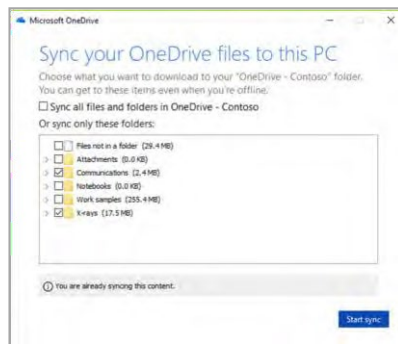 Microsoft OneDrive
Sync your OneDrive files to this PC
Choose what you want to download to your "OneDrive - Contoso" folder.
You can get to these items even when you're offline.
Sync all files and folders in OneDrive - Contoso
Or sync only these folders:
Files not in a folder (29.4 MB)
Attachments (0.0 KB)
Communications (2.4 MB)
Notebooks (0.0 KB)
Work samples (255.4 MB)
X-rays (17.5 MB)
You are already syncing this content.
Start sync